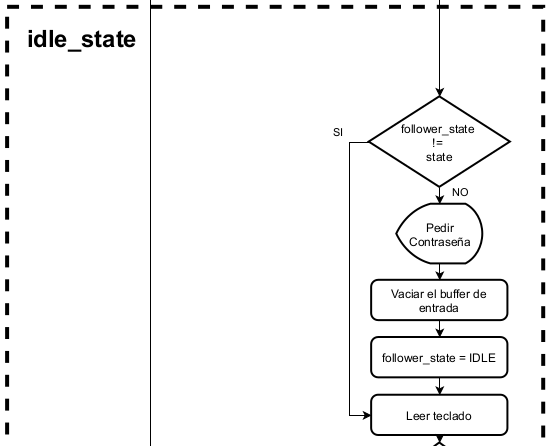 idle_state
follower_state
!=
state
SI
NO
Pedir
Contraseña
Vaciar el buffer de
entrada
follower_state = IDLE
Leer teclado